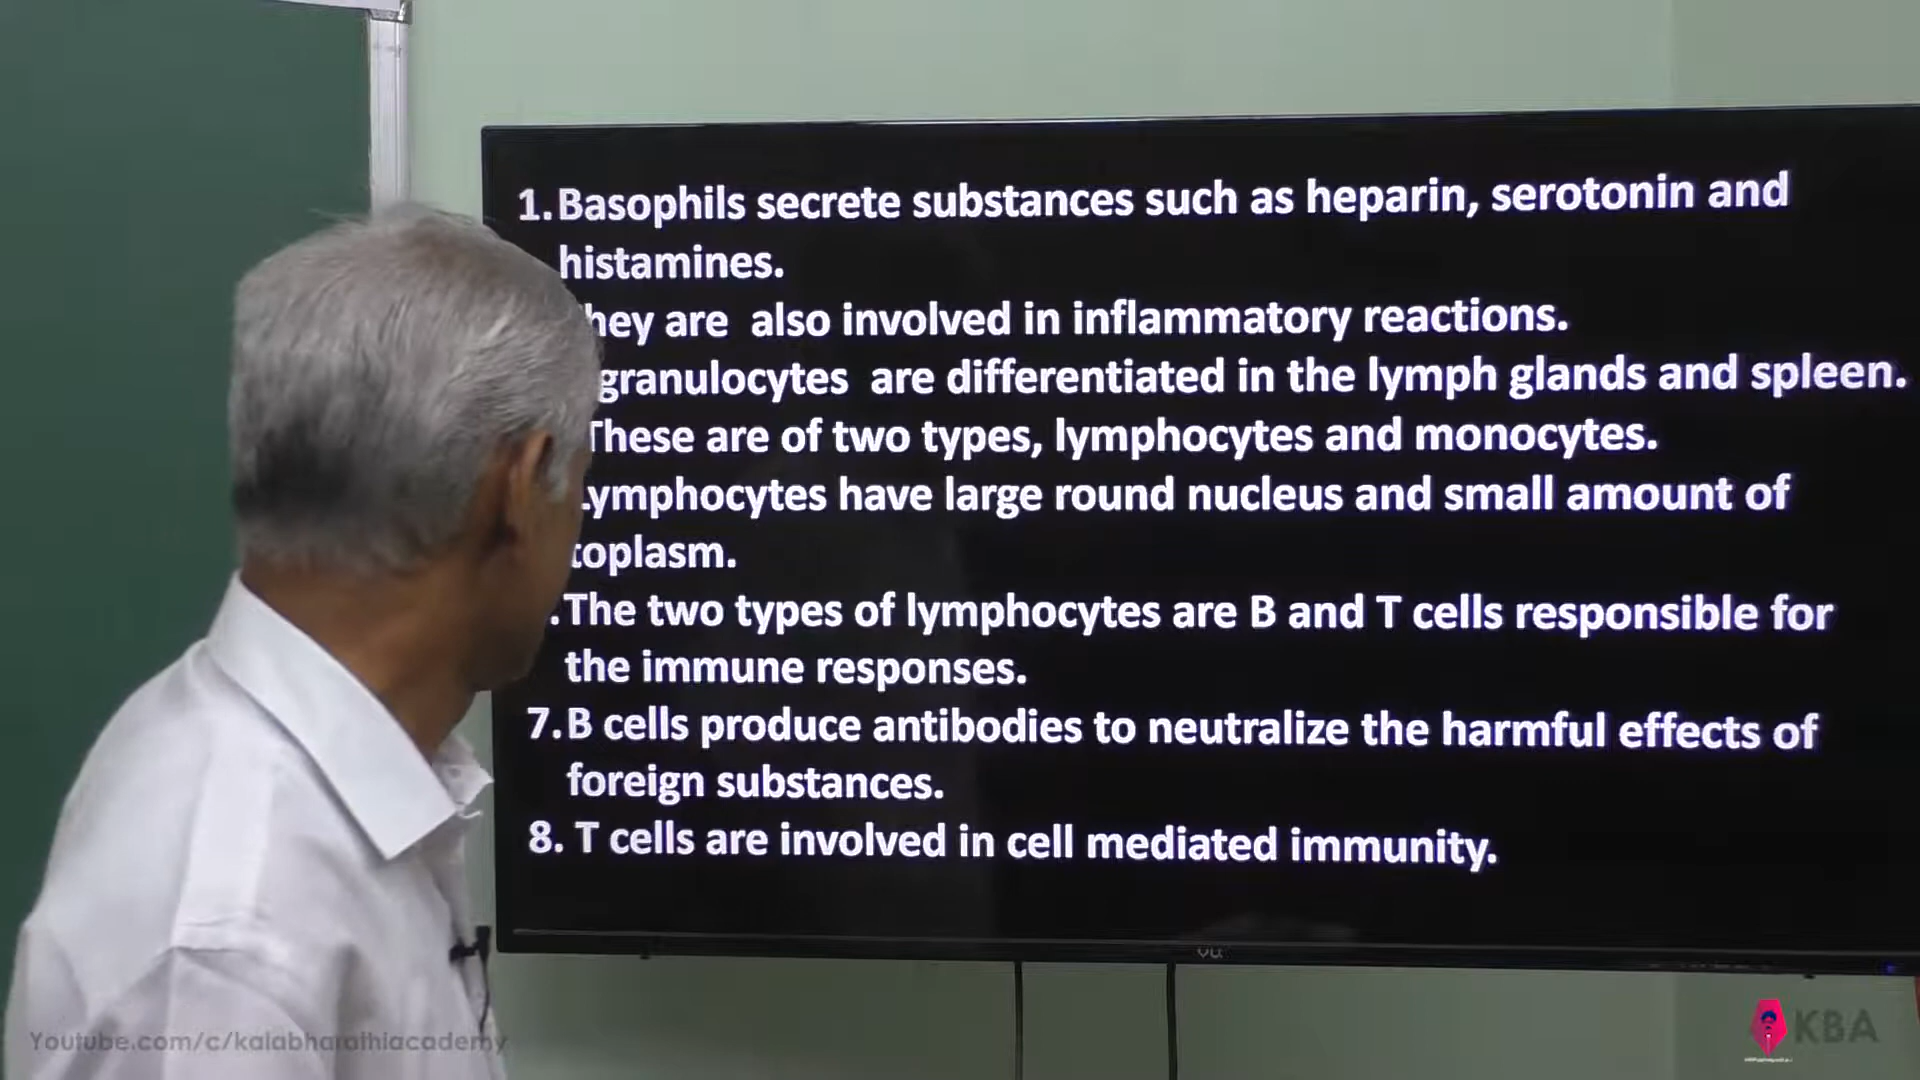 1. Basophils secrete substances such as heparin, serotonin and
histamines.
hey are also involved in inflammatory reactions.
granulocytes are differentiated in the lymph glands and spleen.
These are of two types, lymphocytes and monocytes.
Lymphocytes have large round nucleus and small amount of
toplasm.
.The two types of lymphocytes are B and T cells responsible for
the immune responses.
7. B cells produce antibodies to neutralize the harmful effects of
foreign substances.
8. T cells are involved in cell mediated immunity.
VU
Youtube.com/c/kalabharathiacademy
KBA